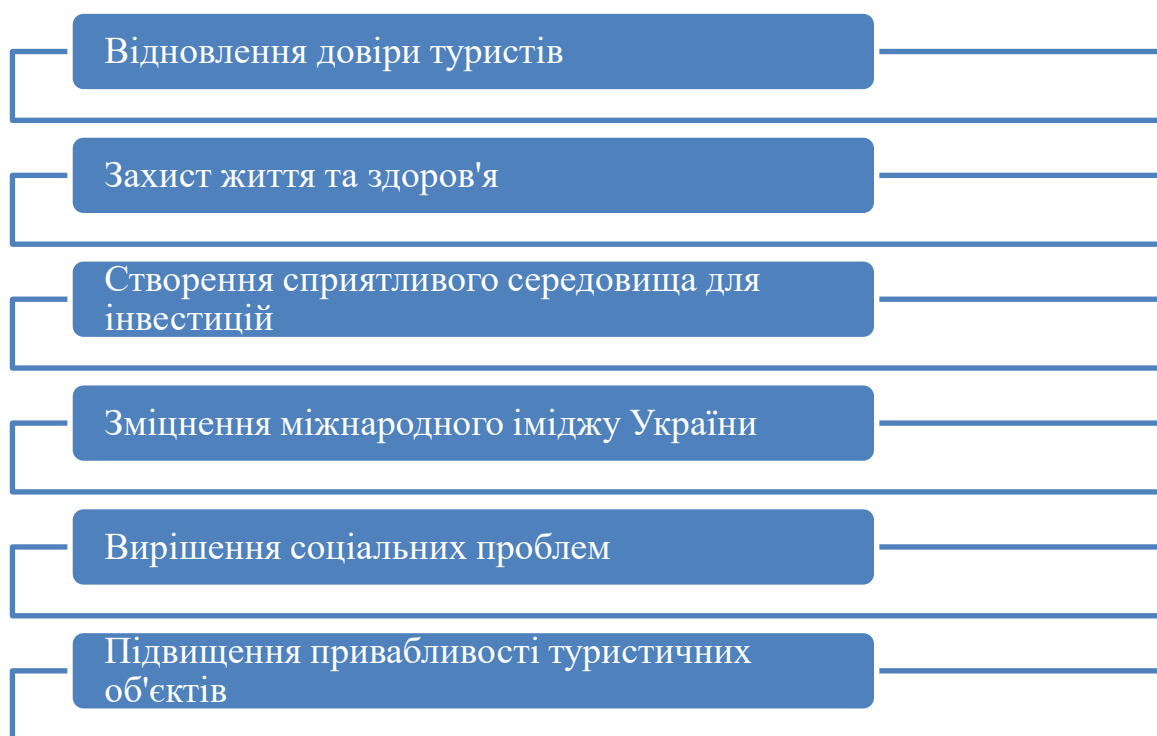 Відновлення довіри туристів
Захист життя та здоров'я
Створення сприятливого середовища для
інвестицій
Зміцнення міжнародного іміджу України
Вирішення соціальних проблем
Підвищення привабливості туристичних
об'єктів